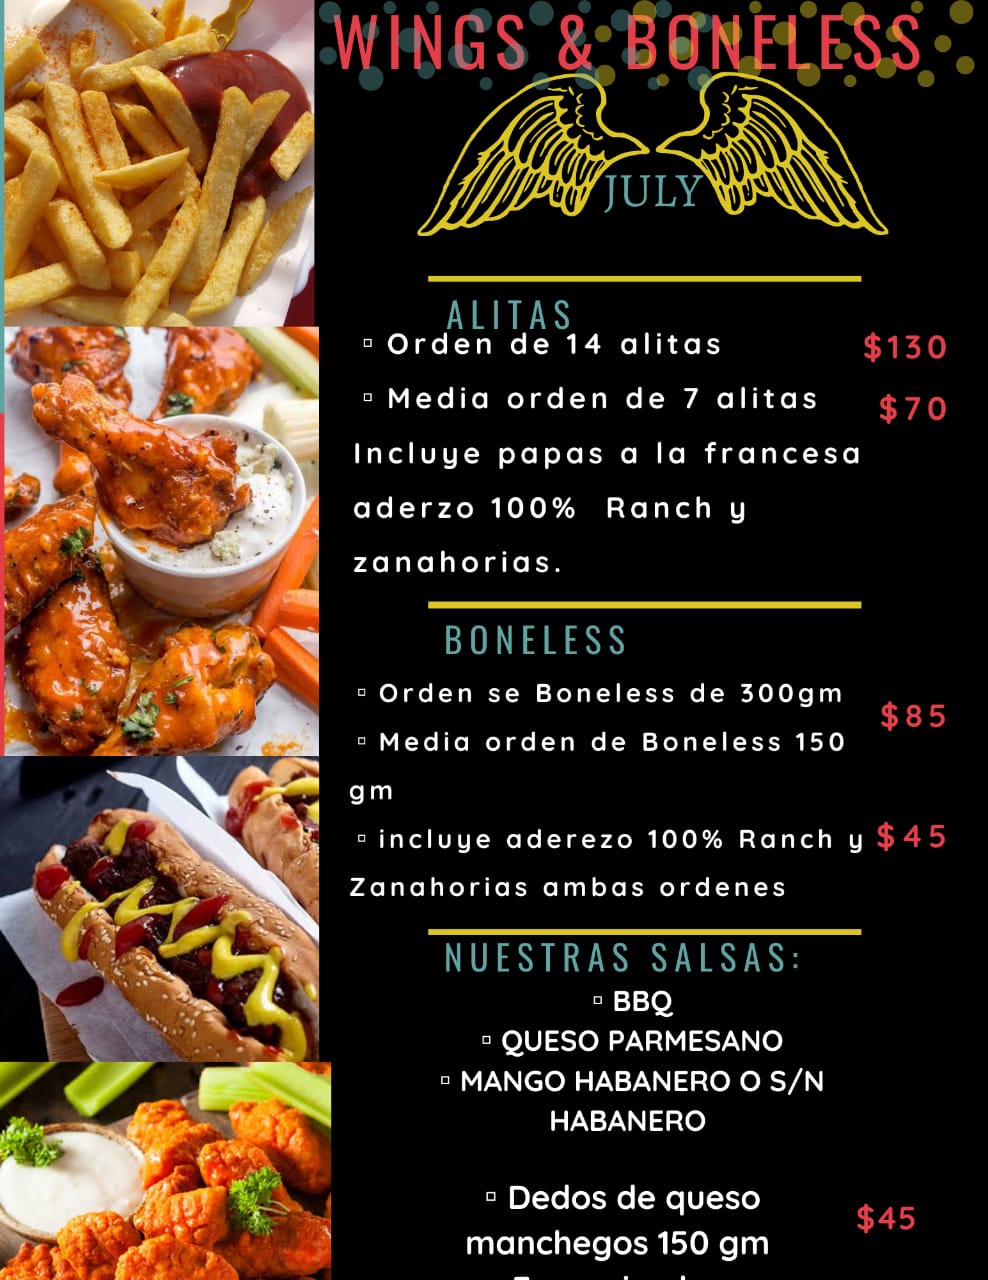 WINGS & BONELESS
JULY
ALITAS
▫ Orden de 14 alitas $130
▫ Media orden de 7 alitas $70
Incluye papas a la francesa
aderzo 100% Ranch y
zanahorias.
BONELESS
▫ Orden se Boneless de 300gm $85
▫ Media orden de Boneless 150
gm
▫ incluye aderezo 100% Ranch y $45
Zanahorias ambas ordenes
NUESTRAS SALSAS:
▫ BBQ
▫ QUESO PARMESANO
▫ MANGO HABANERO O S/N
HABANERO
▫ Dedos de queso
manchegos 150 gm $45